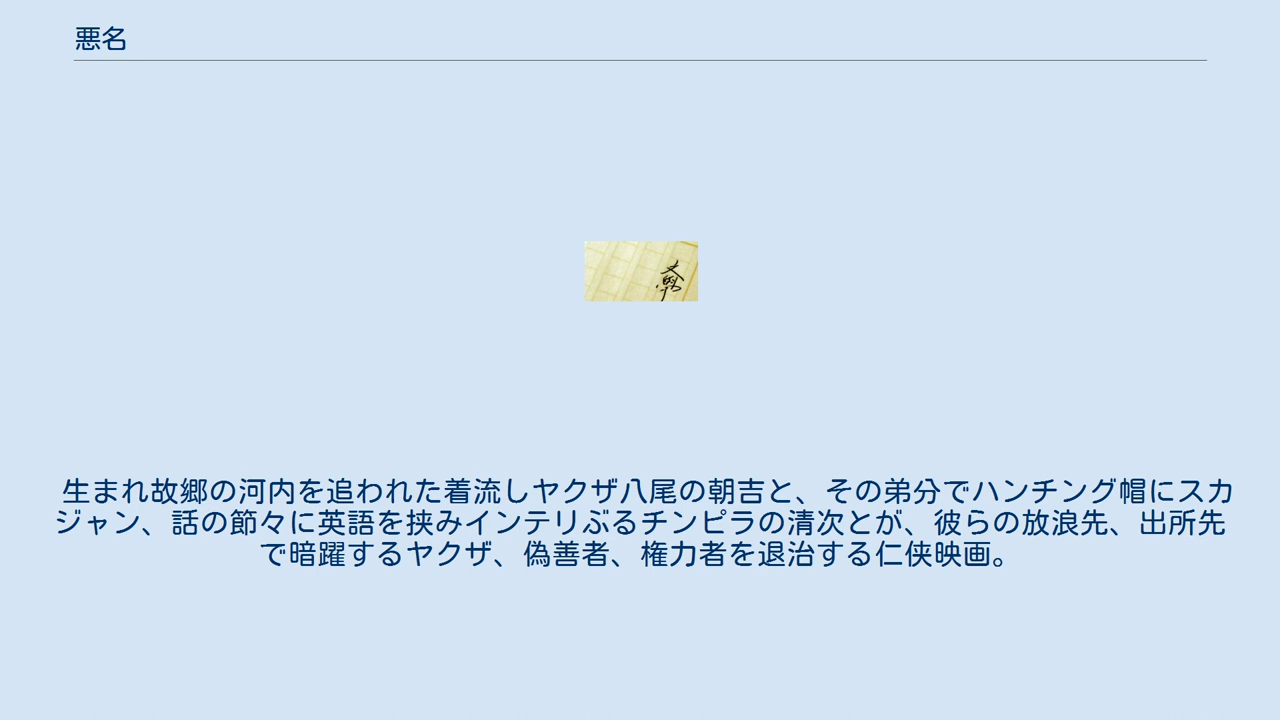 悪名
生まれ故郷の河内を追われた着流しヤクザ八尾の朝吉と、その弟分でハンチング帽にスカ
ジャン、話の節々に英語を挟みインテリぶるチンピラの清次とが、彼らの放浪先、出所先
で暗躍するヤクザ、偽善者、権力者を退治する仁侠映画。